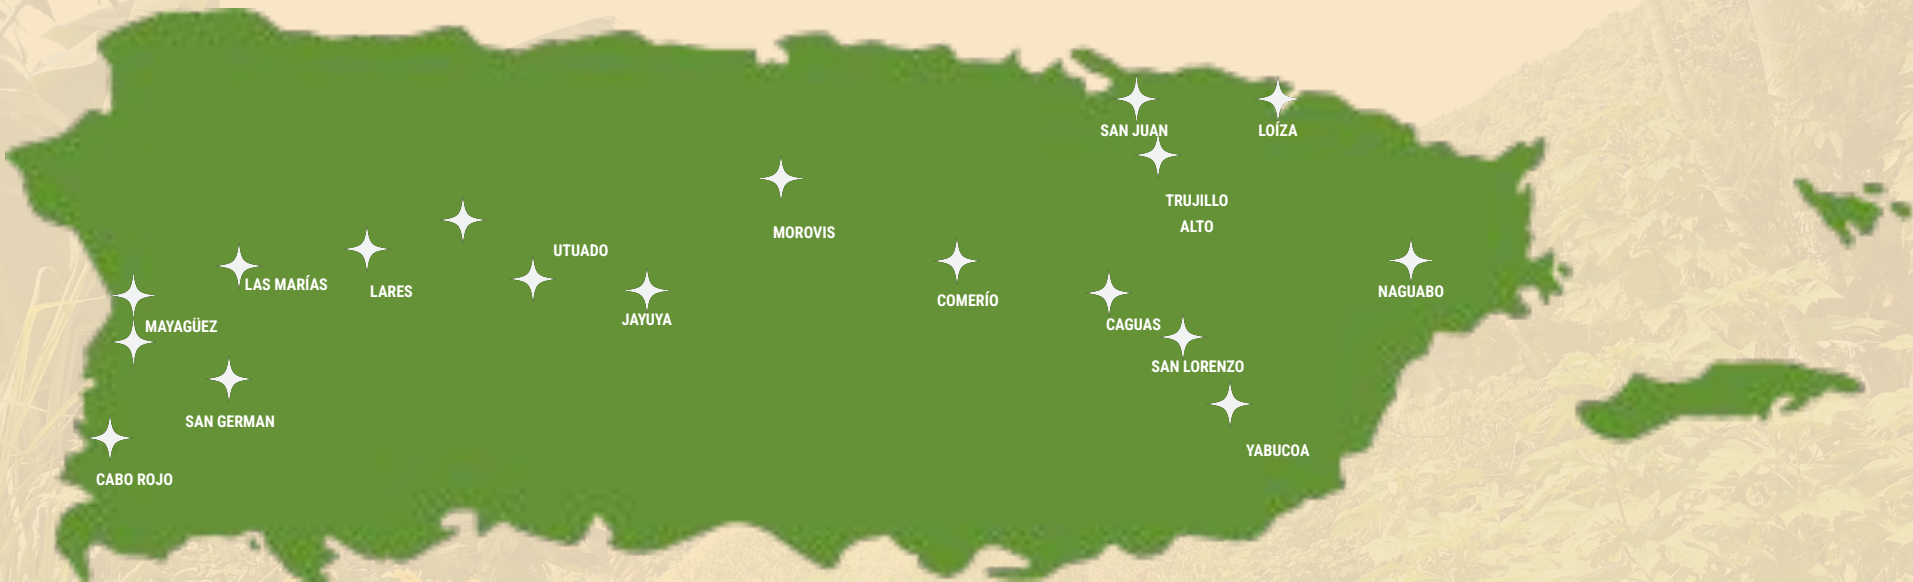 SAN JUAN
LOÍZA
TRUJILLO
ALTO
MOROVIS
UTUADO
LAS MARÍAS
LARES
NAGUABO
COMERÍO
JAYUYA
CAGUAS
MAYAGÜEZ
SAN LORENZO
SAN GERMAN
YABUCOA
CABO ROJO